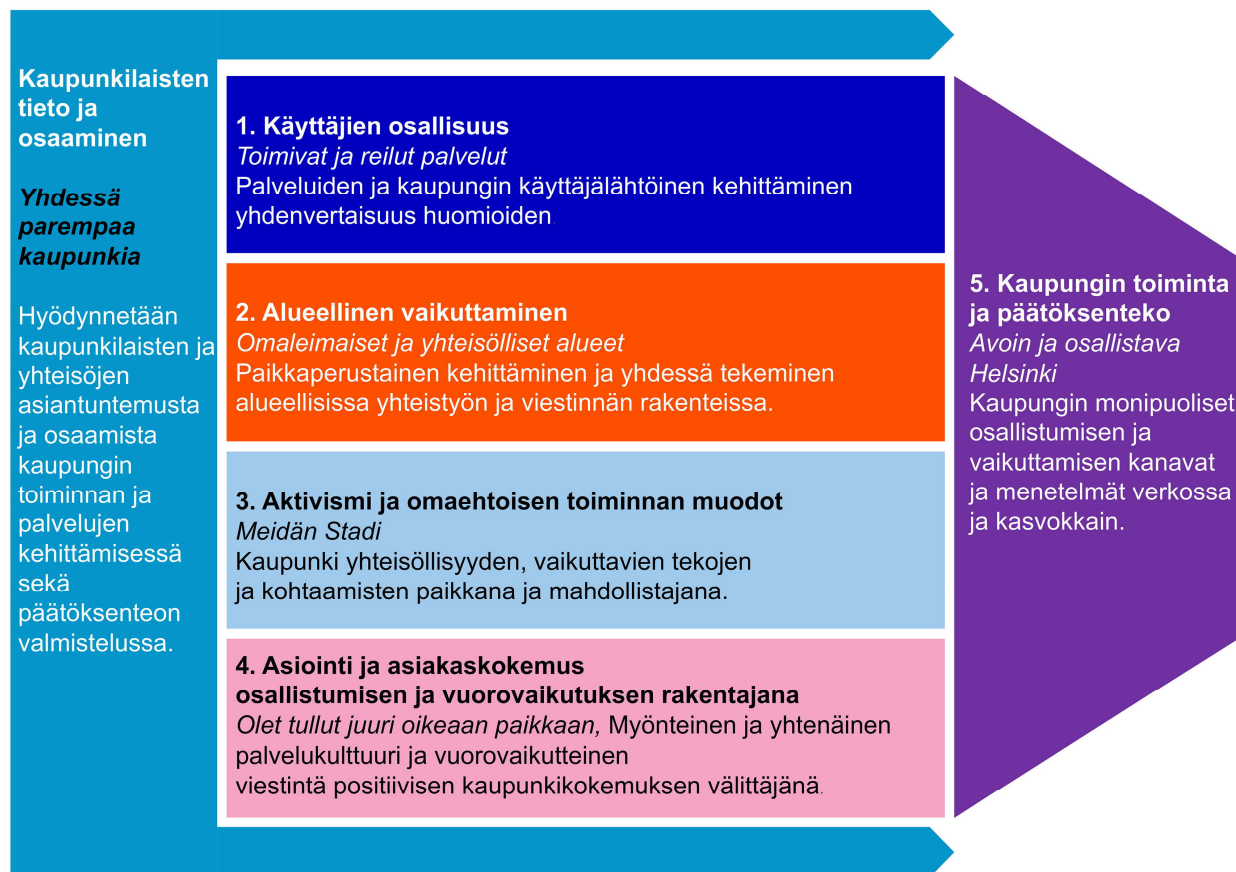 Kaupunkilaisten
tieto ja
osaaminen
Yhdessä
parempaa
kaupunkia
Hyödynnetään
kaupunkilaisten ja
yhteisöjen
asiantuntemusta
ja osaamista
kaupungin
toiminnan ja
palvelujen
kehittämisessä
sekä
päätöksenteon
valmistelussa.
1. Käyttäjien osallisuus
Toimivat ja reilut palvelut
Palveluiden ja kaupungin käyttäjälähtöinen kehittäminen
yhdenvertaisuus huomioiden
2. Alueellinen vaikuttaminen
Omaleimaiset ja yhteisölliset alueet
Paikkaperustainen kehittäminen ja yhdessä tekeminen
alueellisissa yhteistyön ja viestinnän rakenteissa.
3. Aktivismi ja omaehtoisen toiminnan muodot
Meidän Stadi
Kaupunki yhteisöllisyyden, vaikuttavien tekojen
ja kohtaamisten paikkana ja mahdollistajana.
4. Asiointi ja asiakaskokemus
osallistumisen ja vuorovaikutuksen rakentajana
Olet tullut juuri oikeaan paikkaan, Myönteinen ja yhtenäinen
palvelukulttuuri ja vuorovaikutteinen
viestintä positiivisen kaupunkikokemuksen välittäjänä.
5. Kaupungin toiminta
ja päätöksenteko
Avoin ja osallistava
Helsinki
Kaupungin monipuoliset
osallistumisen ja
vaikuttamisen kanavat
ja menetelmät verkossa
ja kasvokkain.